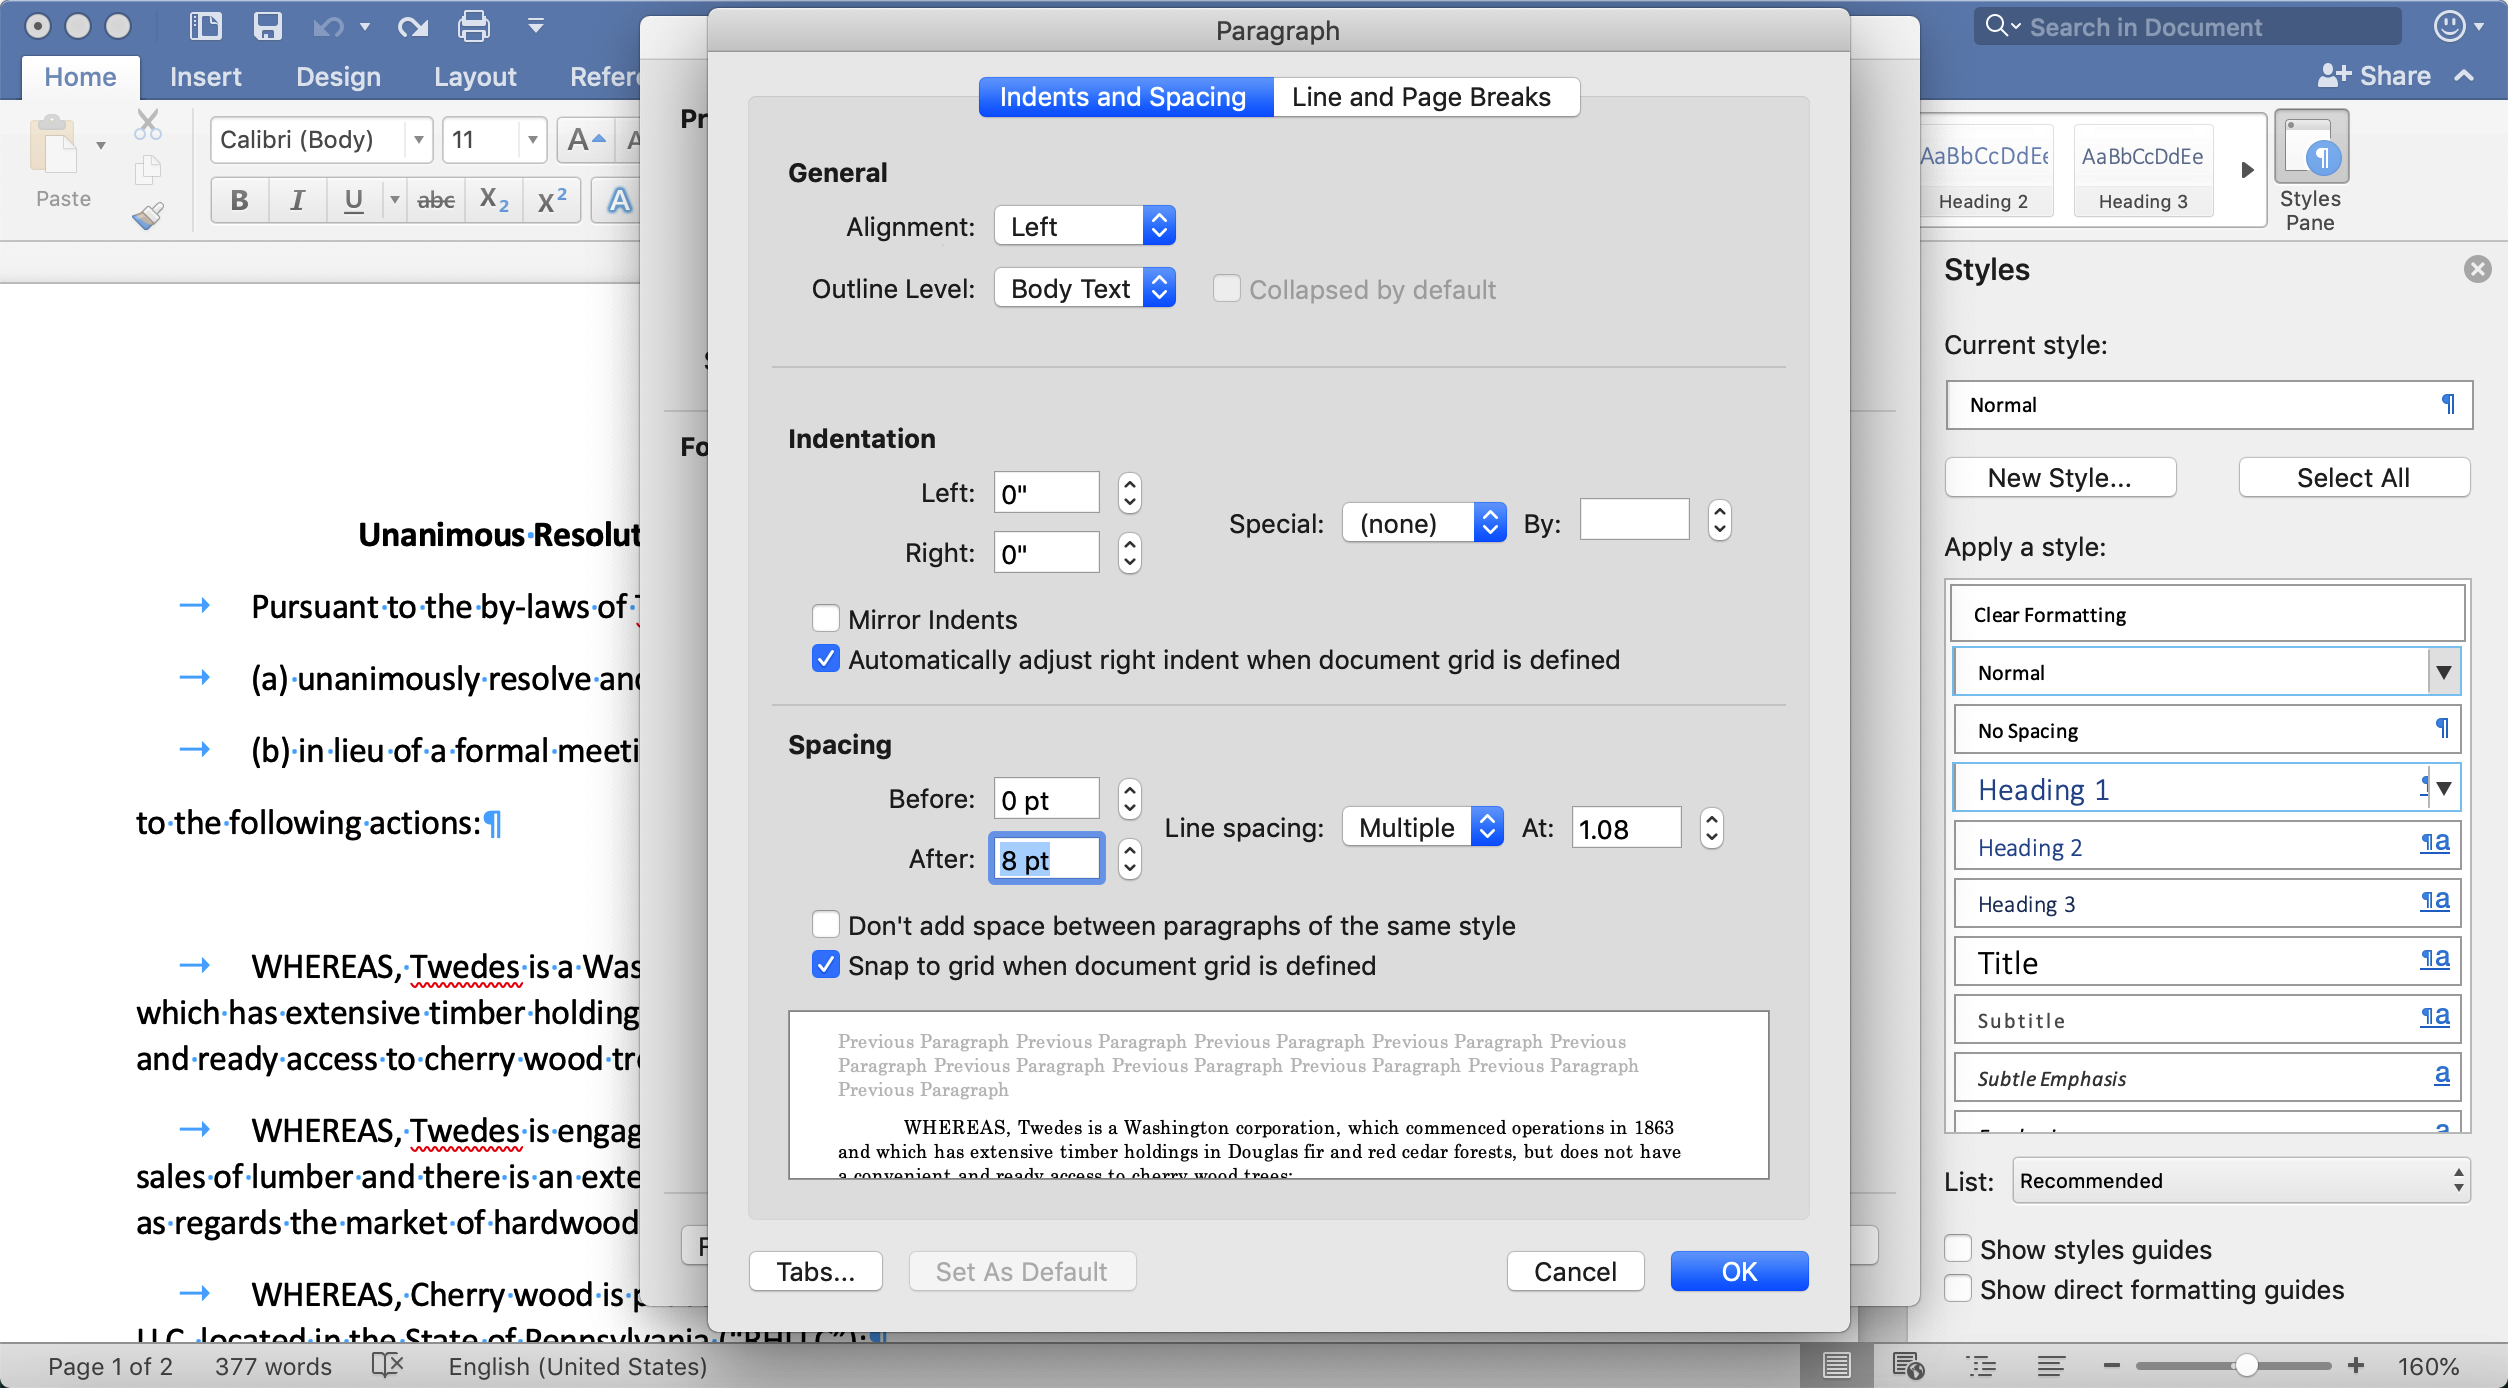 Paragraph
Search in Document
Home
Insert
Design
Layout
Share
Indents and Spacing
Line and Page Breaks
Paste
Calibri (Body)
11
A
B I U abc X2 X2 A
AaBbCcDdEe
Heading 2
AaBbCcDdEe
Heading 3
Styles
Pane
General
Alignment: Left
Outline Level: Body Text
Collapsed by default
Indentation
Left: 0"
Right: 0"
Special: (none) By:
Mirror Indents
Automatically adjust right indent when document grid is defined
Spacing
Before: 0 pt
After: 8 pt
Line spacing: Multiple At: 1.08
Don't add space between paragraphs of the same style
Snap to grid when document grid is defined
Previous Paragraph Previous Paragraph Previous Paragraph Previous Paragraph Previous
Paragraph Previous Paragraph Previous Paragraph Previous Paragraph Previous Paragraph
Previous Paragraph
WHEREAS, Twedes is a Washington corporation, which commenced operations in 1863
and which has extensive timber holdings in Douglas fir and red cedar forests, but does not have
a convenient and ready access to cherry wood trees;
Tabs...
Set As Default
Cancel
OK
Unanimous Resolut
→ Pursuant to the by-laws of
→ (a) unanimously resolve and
→ (b) in lieu of a formal meeti
to the following actions:¶
→ WHEREAS, Twedes is a Was
which has extensive timber holding
and ready access to cherry wood tre
→ WHEREAS, Twedes is engag
sales of lumber and there is an exte
as regards the market of hardwood
→ WHEREAS, Cherry wood is p
LLC, located in the State of Pennsylvania ("RHLLC");¶
Styles
Current style:
Normal ¶
New Style...
Select All
Apply a style:
Clear Formatting
Normal
No Spacing ¶
Heading 1
Heading 2 ¶a
Heading 3 ¶a
Title ¶a
Subtitle ¶a
Subtle Emphasis a
List: Recommended
Show styles guides
Show direct formatting guides
Page 1 of 2
377 words
English (United States)
160%